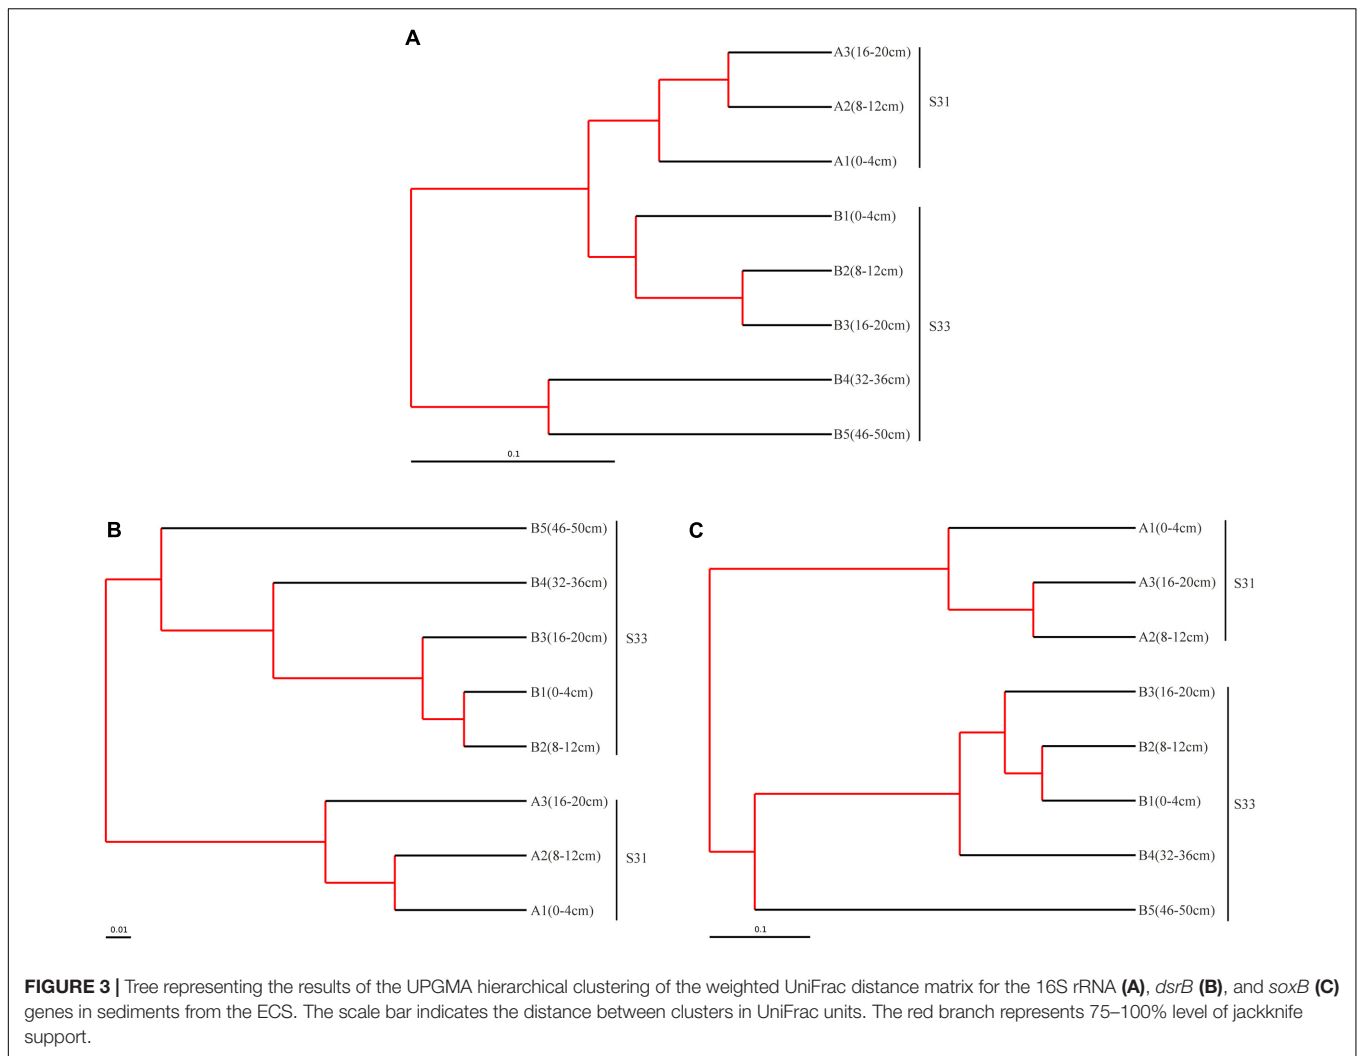 A
A3(16-20cm)
A2(8-12cm)
S31
A1(0-4cm)
B1(0-4cm)
B2(8-12cm)
B3(16-20cm)
S33
B4(32-36cm)
B5(46-50cm)
0.1
B
B5(46-50cm)
B4(32-36cm)
B3(16-20cm)
S33
B1(0-4cm)
B2(8-12cm)
A3(16-20cm)
A2(8-12cm)
S31
A1(0-4cm)
0.01
C
A1(0-4cm)
A3(16-20cm)
S31
A2(8-12cm)
B3(16-20cm)
B2(8-12cm)
B1(0-4cm)
S33
B4(32-36cm)
B5(46-50cm)
0.1
FIGURE 3 | Tree representing the results of the UPGMA hierarchical clustering of the weighted UniFrac distance matrix for the 16S rRNA (A), dsrB (B), and soxB (C)
genes in sediments from the ECS. The scale bar indicates the distance between clusters in UniFrac units. The red branch represents 75–100% level of jackknife
support.